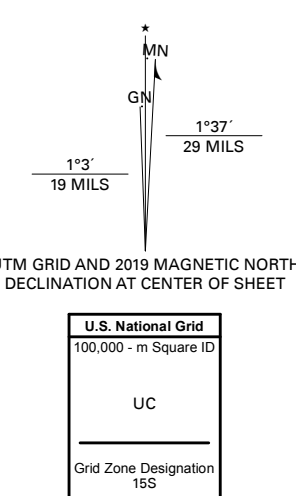 ★
MN
GN
1°37´
29 MILS
1°3´
19 MILS
UTM GRID AND 2019 MAGNETIC NORTH
DECLINATION AT CENTER OF SHEET
U.S. National Grid
100,000 - m Square ID
UC
Grid Zone Designation
15S